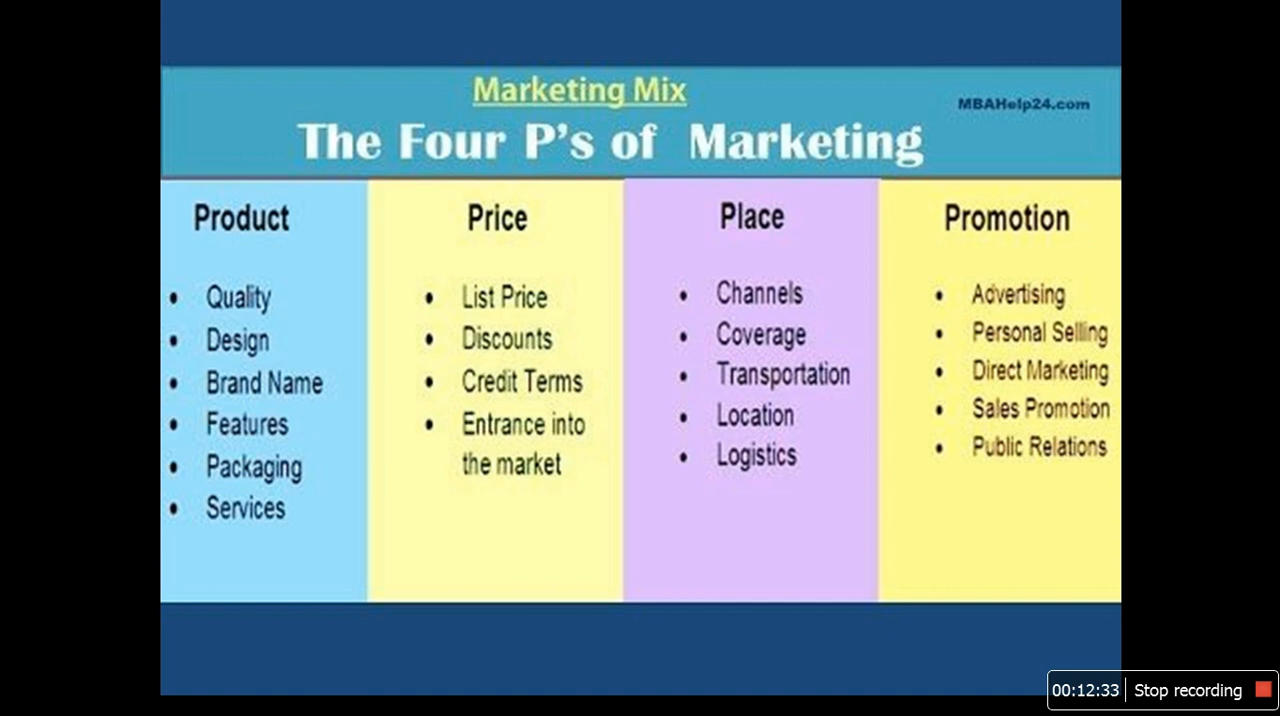 Marketing Mix
MBAHelp24.com
The Four P's of Marketing
Product
Quality
Design
Brand Name
Features
Packaging
Services
Price
List Price
Discounts
Credit Terms
Entrance into
the market
Place
Channels
Coverage
Transportation
Location
Logistics
Promotion
Advertising
Personal Selling
Direct Marketing
Sales Promotion
Public Relations
00:12:33 Stop recording